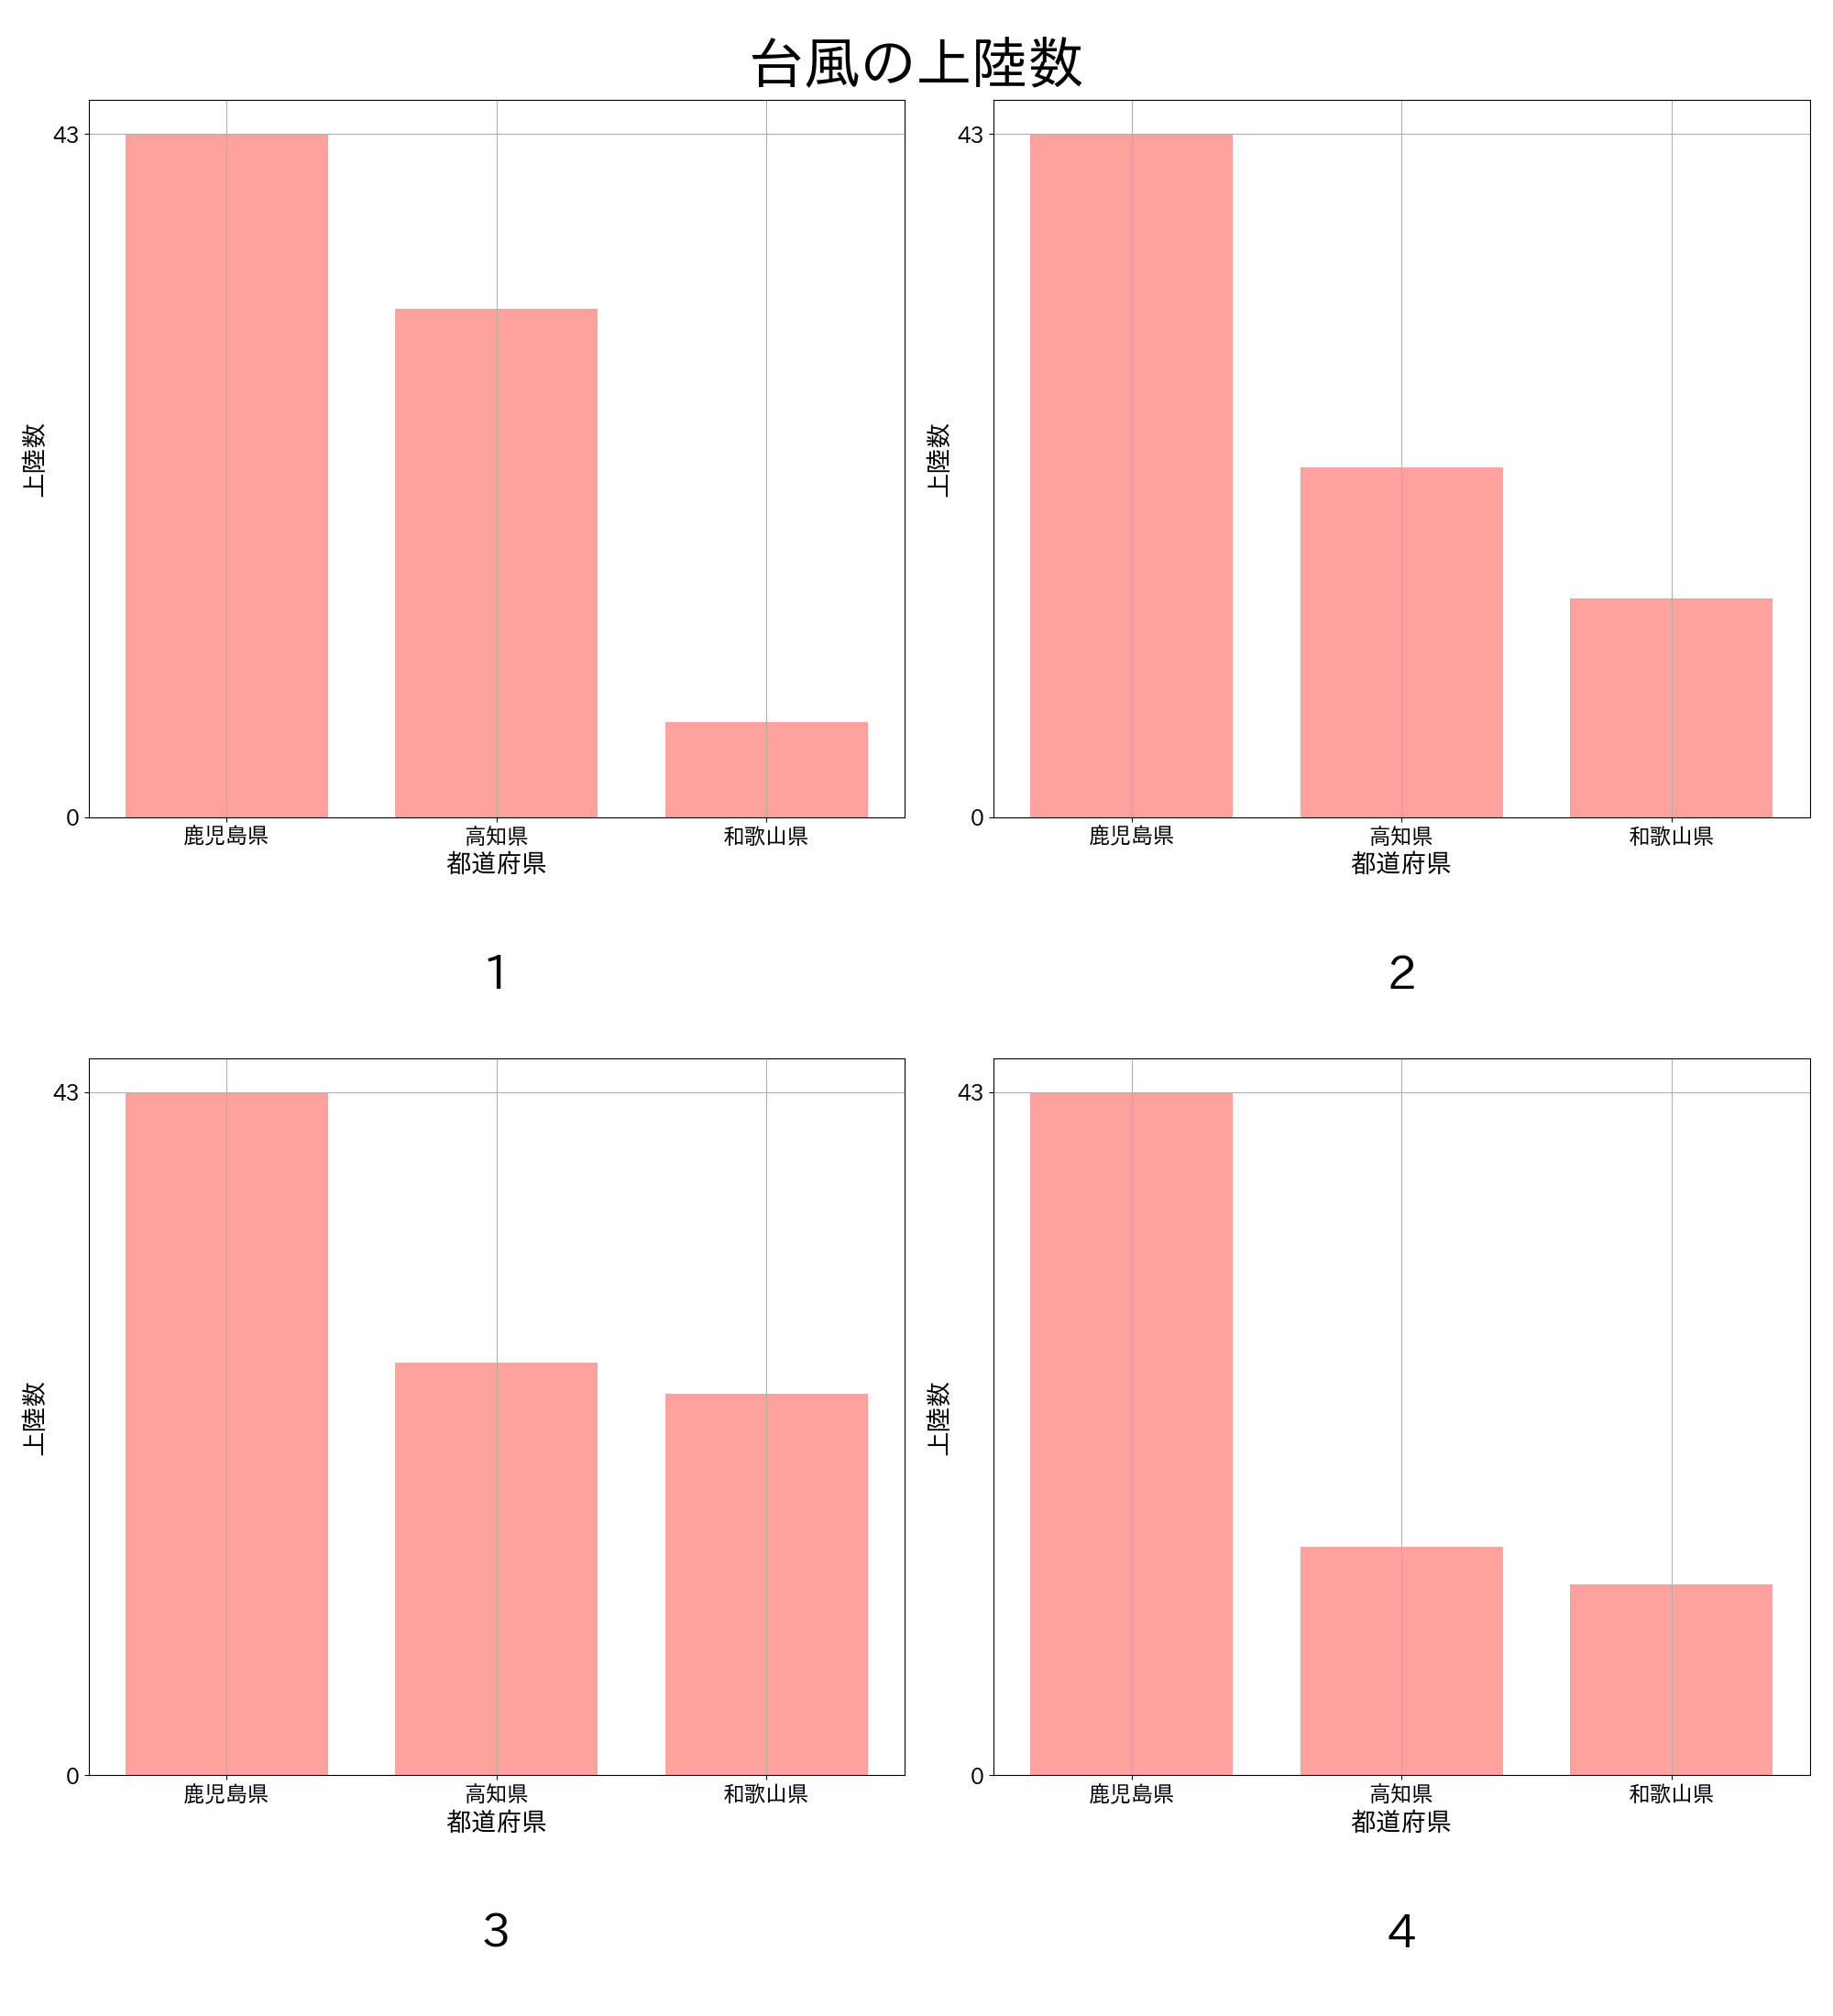 台風の上陸数
43
0
上陸数
鹿児島県 高知県 和歌山県
都道府県
1
43
0
上陸数
鹿児島県 高知県 和歌山県
都道府県
2
43
0
上陸数
鹿児島県 高知県 和歌山県
都道府県
3
43
0
上陸数
鹿児島県 高知県 和歌山県
都道府県
4